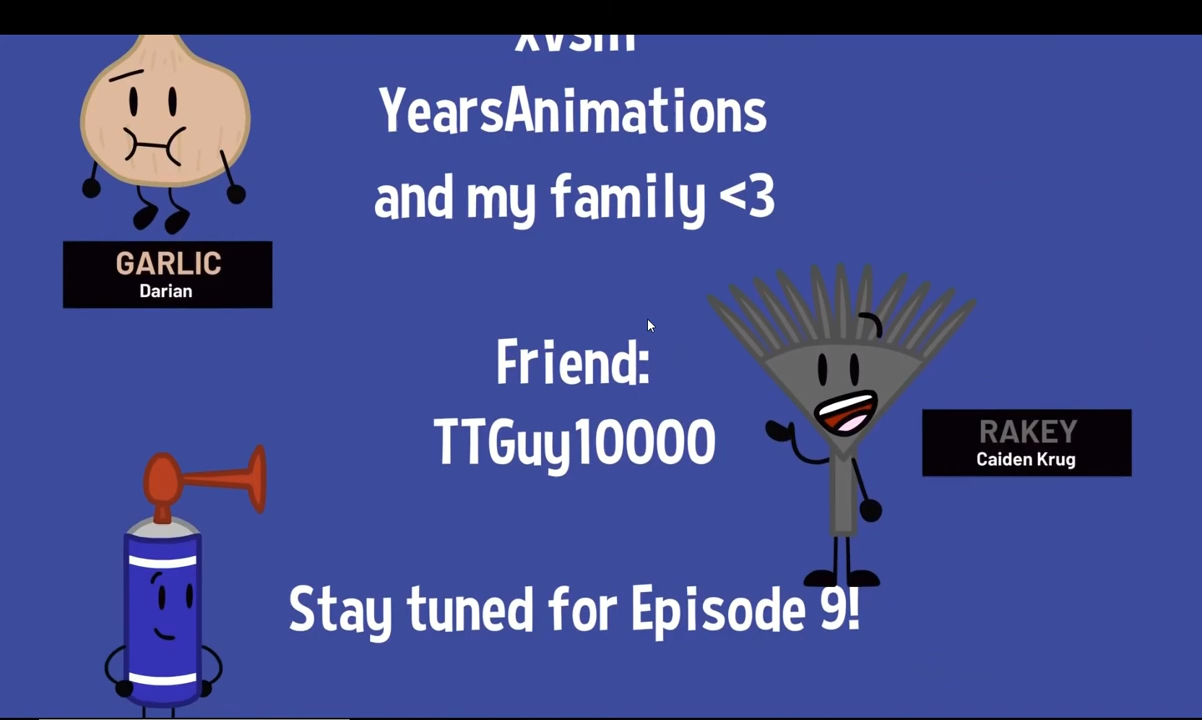 YearsAnimations
and my family <3
GARLIC
Darian
Friend:
TTGuy10000
RAKEY
Caiden Krug
Stay tuned for Episode 9!